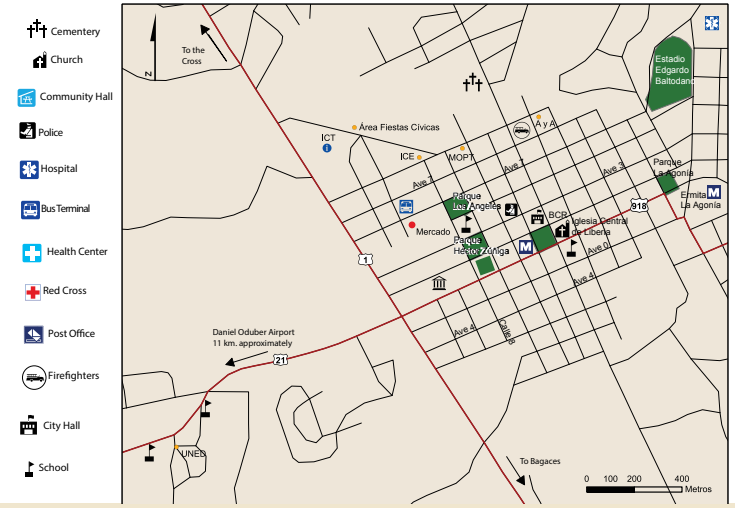 Cementery
Church
Community Hall
Police
Hospital
Bus Terminal
Health Center
Red Cross
Post Office
Firefighters
City Hall
School
N
To the
Cross
Estadio
Edgardo
Baltodano
Área Fiestas Cívicas
ICT
i
ICE
MOPT
A y A
Ave 7
Ave 7
Ave 3
Parque
La Agonía
Ermita
La Agonía
M
918
Parque
Los Angeles
BCR
Iglesia Central
de Liberia
Mercado
Parque
Héctor Zúñiga
M
Ave 0
1
Ave 4
Ave 4
Calle 8
Daniel Oduber Airport
11 km. approximately
21
UNED
To Bagaces
0 100 200 400
Metros